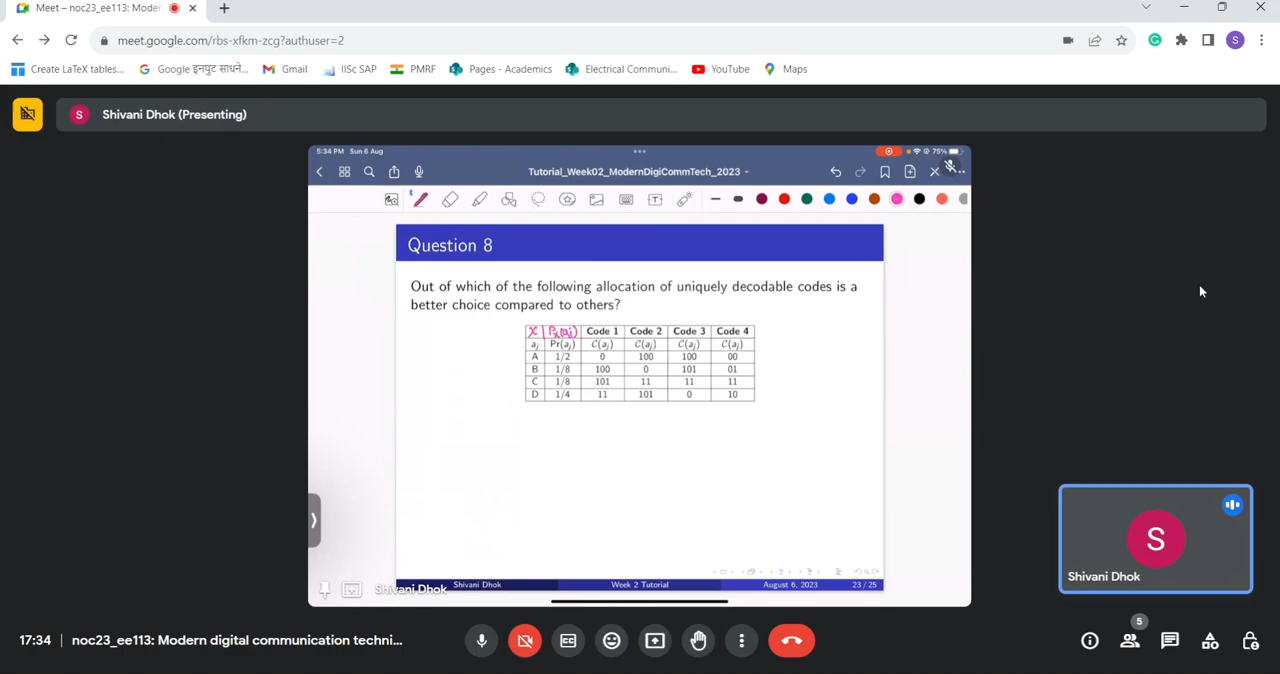 Meet – noc23_ee113: Modern
meet.google.com/rbs-xfkm-zcg?authuser=2
S
Create LaTeX tables...
Google इनपुट साधने...
Gmail
IISc SAP
PMRF
Pages - Academics
Electrical Communi...
YouTube
Maps
S
Shivani Dhok (Presenting)
5:34 PM Sun 6 Aug
75%
Tutorial_Week02_ModernDigiCommTech_2023
Question 8
Out of which of the following allocation of uniquely decodable codes is a
better choice compared to others?
X Pₓ(aⱼ) Code 1 Code 2 Code 3 Code 4
aⱼ Pr(aⱼ) C(aⱼ) C(aⱼ) C(aⱼ) C(aⱼ)
A 1/2 0 100 100 00
B 1/8 100 0 101 01
C 1/8 101 11 11 11
D 1/4 11 101 0 10
Shivani Dhok Week 2 Tutorial August 6, 2023 23 / 25
Shivani Dhok
S
Shivani Dhok
17:34 | noc23_ee113: Modern digital communication techni...
5